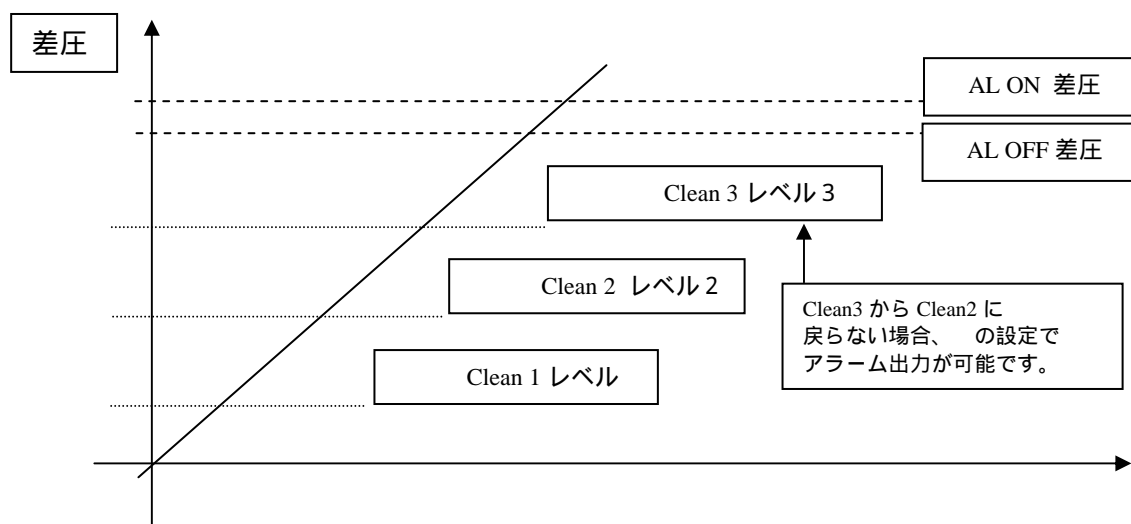 差圧
AL ON 差圧
AL OFF 差圧
Clean 3 レベル 3
Clean 2 レベル 2
Clean3 から Clean2 に
戻らない場合、　の設定で
アラーム出力が可能です。
Clean 1 レベル